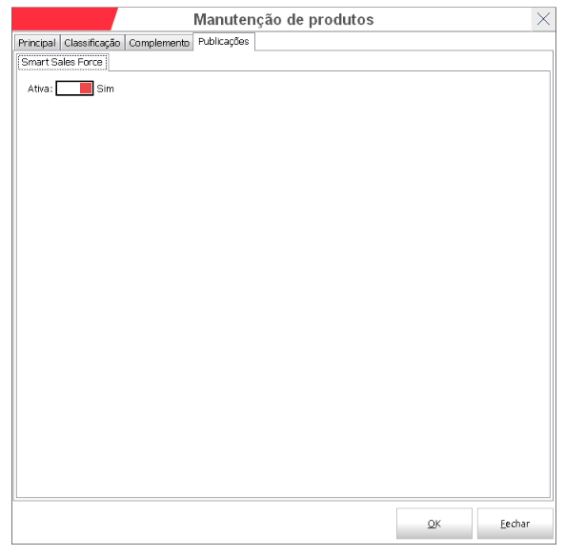 Manutenção de produtos
Principal Classificação Complemento Publicações
Smart Sales Force
Ativa: Sim
OK Fechar